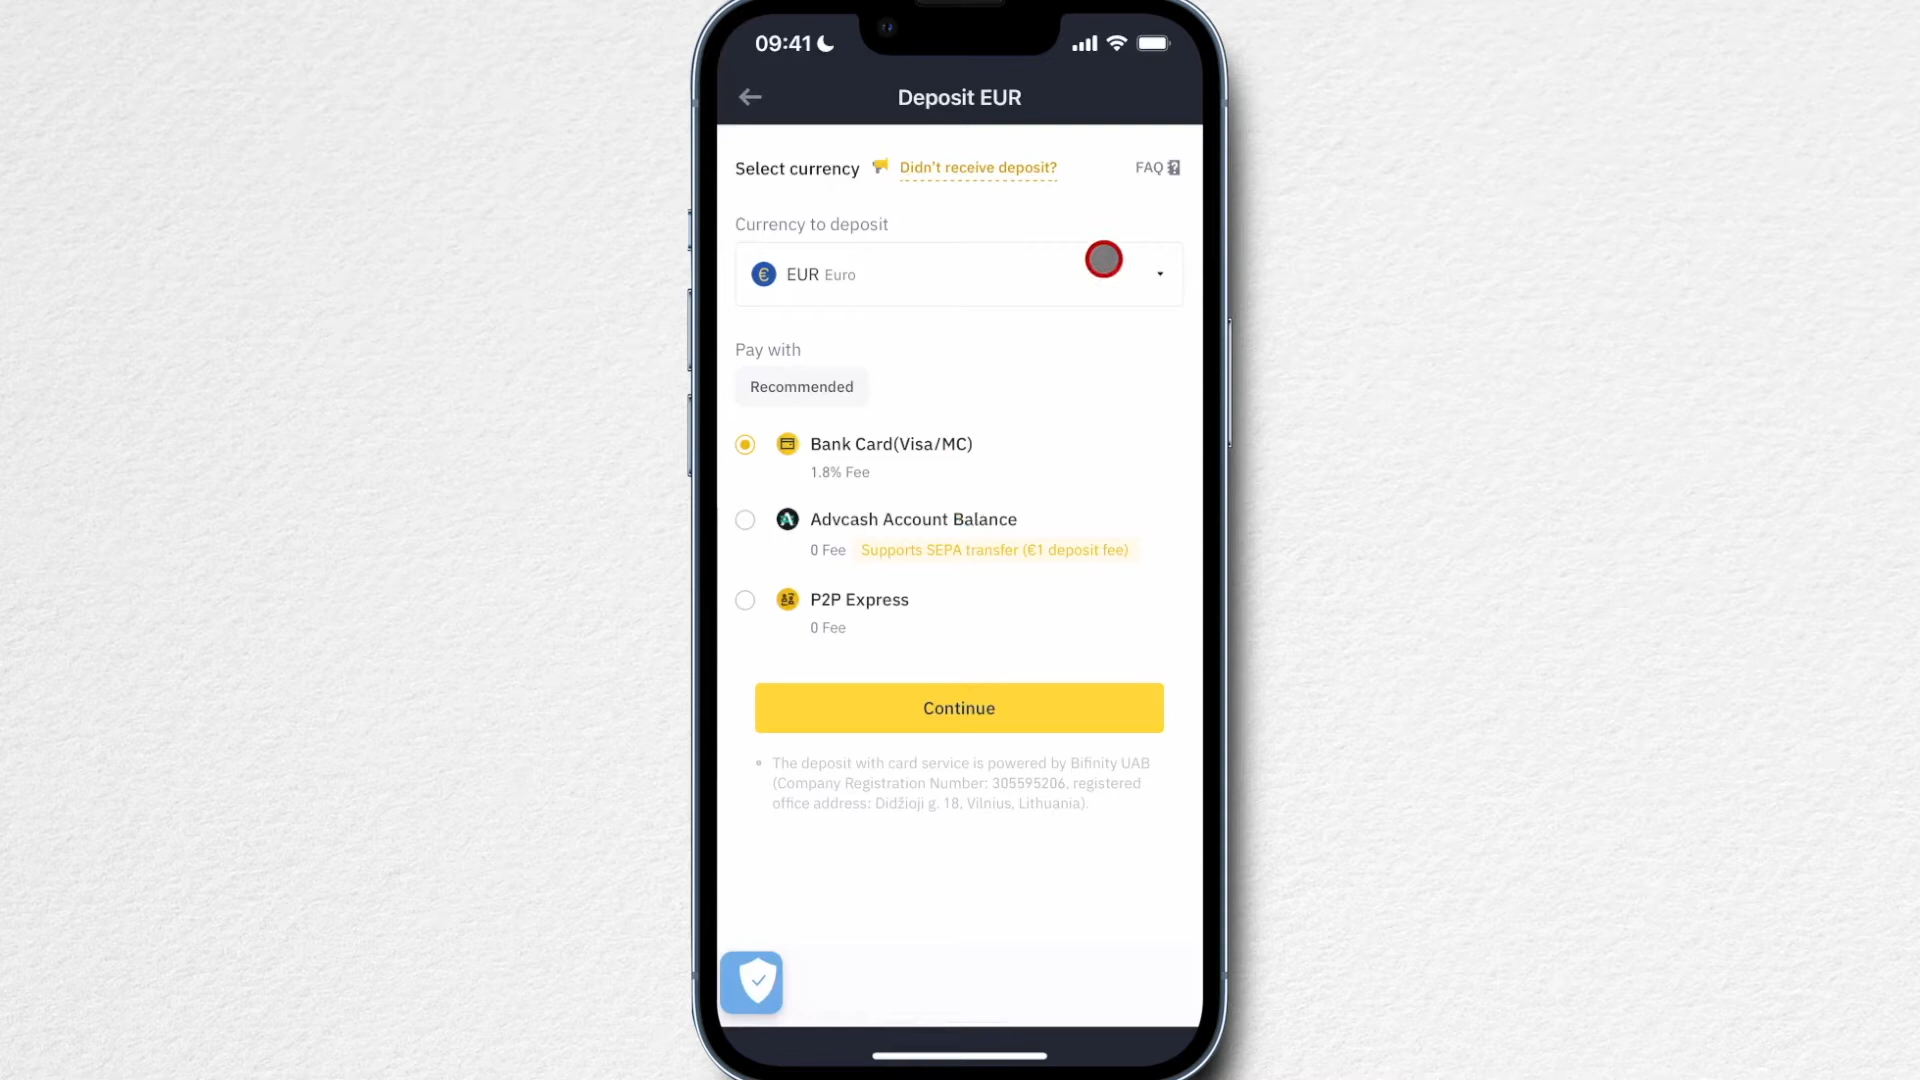 09:41
Deposit EUR
Select currency Didn't receive deposit? FAQ
Currency to deposit
EUR Euro
Pay with
Recommended
Bank Card(Visa/MC)
1.8% Fee
Advcash Account Balance
0 Fee Supports SEPA transfer (€1 deposit fee)
P2P Express
0 Fee
Continue
The deposit with card service is powered by Bifinity UAB
(Company Registration Number: 305595206, registered
office address: Didžioji g. 18, Vilnius, Lithuania).